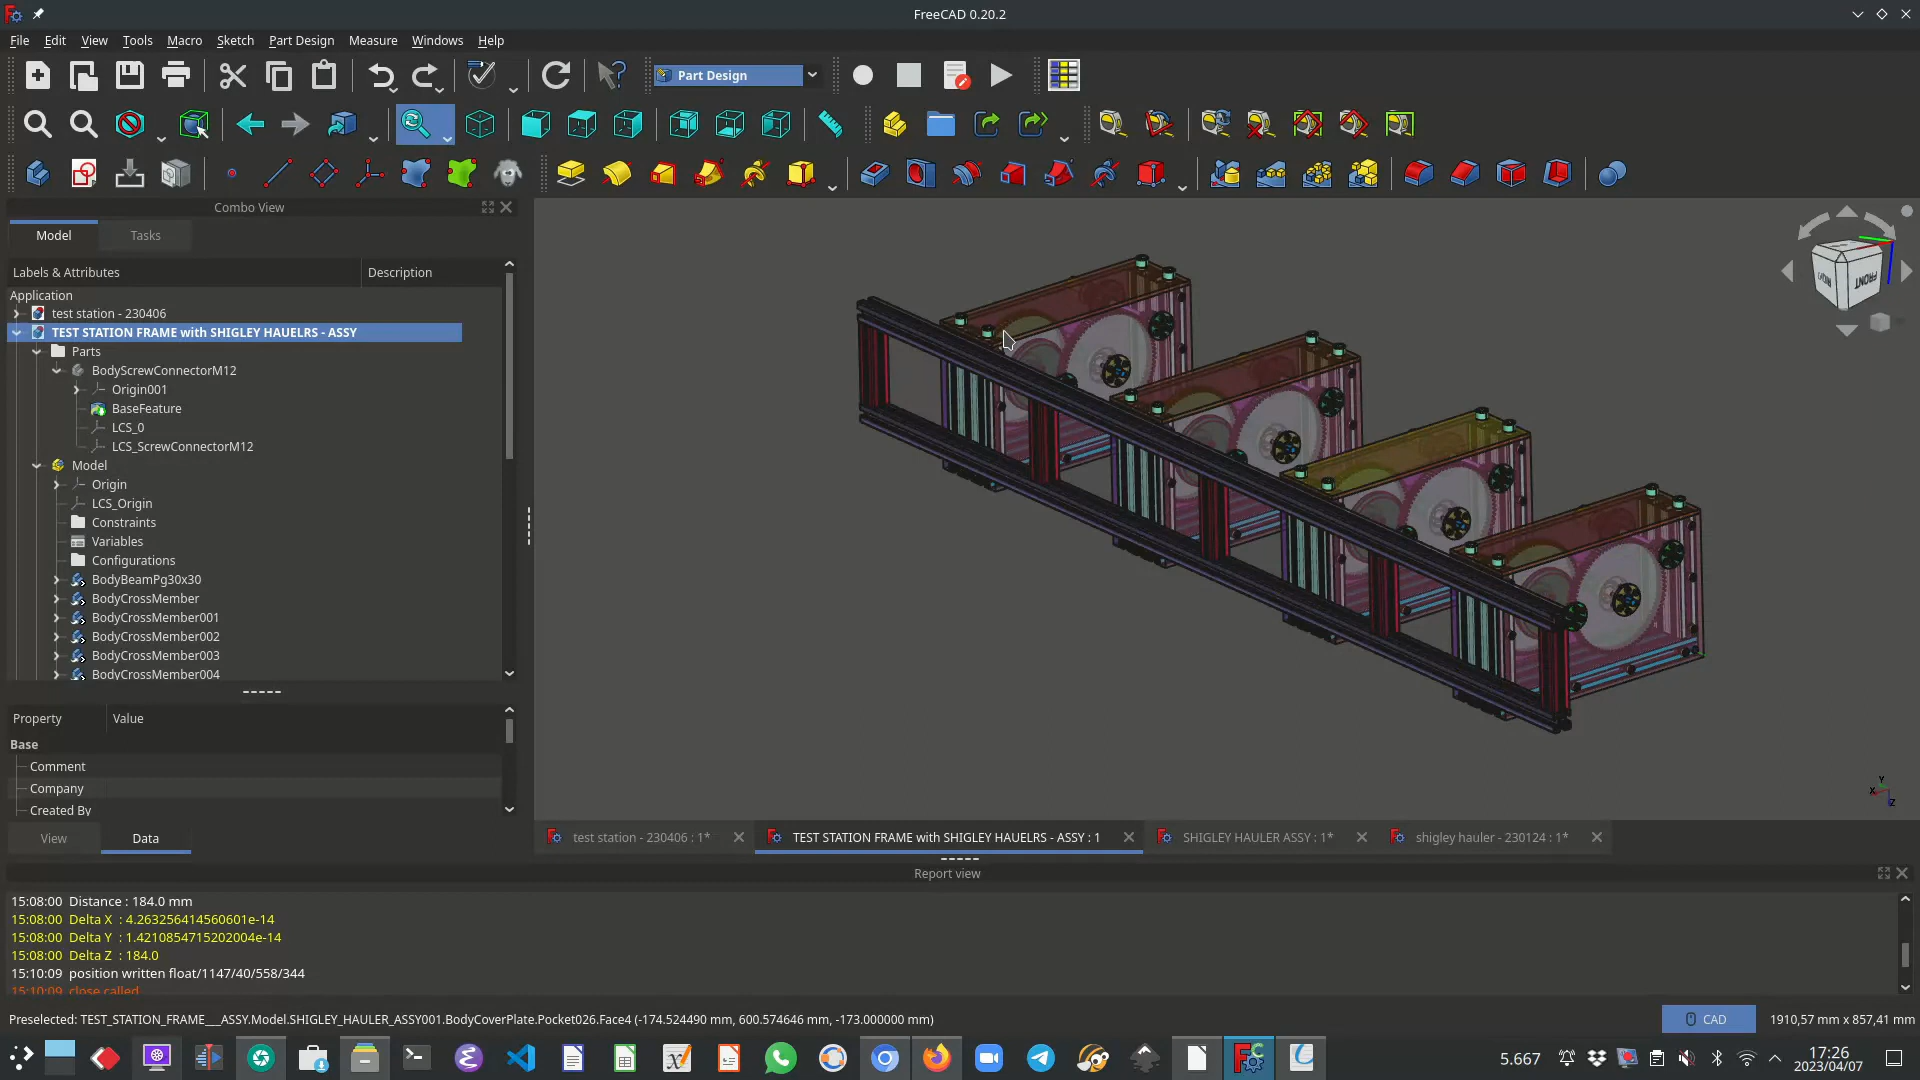 FreeCAD 0.20.2
File Edit View Tools Macro Sketch Part Design Measure Windows Help
Part Design
Combo View
Model Tasks
Labels & Attributes Description
Application
test station - 230406
TEST STATION FRAME with SHIGLEY HAUELRS - ASSY
Parts
BodyScrewConnectorM12
Origin001
BaseFeature
LCS_0
LCS_ScrewConnectorM12
Model
Origin
LCS_Origin
Constraints
Variables
Configurations
BodyBeamPg30x30
BodyCrossMember
BodyCrossMember001
BodyCrossMember002
BodyCrossMember003
BodyCrossMember004
Property Value
Base
Comment
Company
Created By
View Data
FRONT
Y
X
Z
test station - 230406 : 1*
TEST STATION FRAME with SHIGLEY HAUELRS - ASSY : 1
SHIGLEY HAULER ASSY : 1*
shigley hauler - 230124 : 1*
Report view
15:08:00 Distance : 184.0 mm
15:08:00 Delta X : 4.263256414560601e-14
15:08:00 Delta Y : 1.4210854715202004e-14
15:08:00 Delta Z : 184.0
15:10:09 position written float/1147/40/558/344
15:10:09 close called
Preselected: TEST_STATION_FRAME___ASSY.Model.SHIGLEY_HAULER_ASSY001.BodyCoverPlate.Pocket026.Face4 (-174.524490 mm, 600.574646 mm, -173.000000 mm)
CAD
1910,57 mm x 857,41 mm
5.667
17:26
2023/04/07